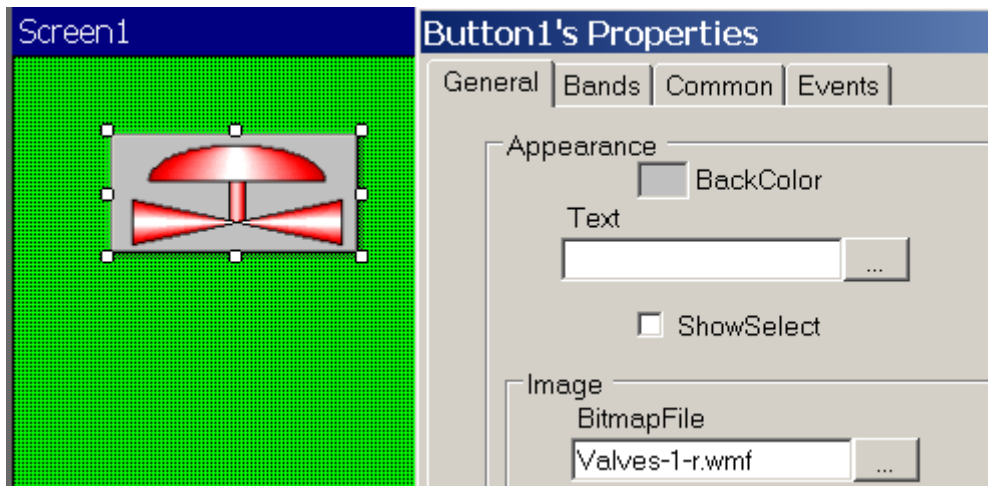 Screen1
Button1's Properties
General Bands Common Events
Appearance
BackColor
Text
...
ShowSelect
Image
BitmapFile
Valves-1-r.wmf ...